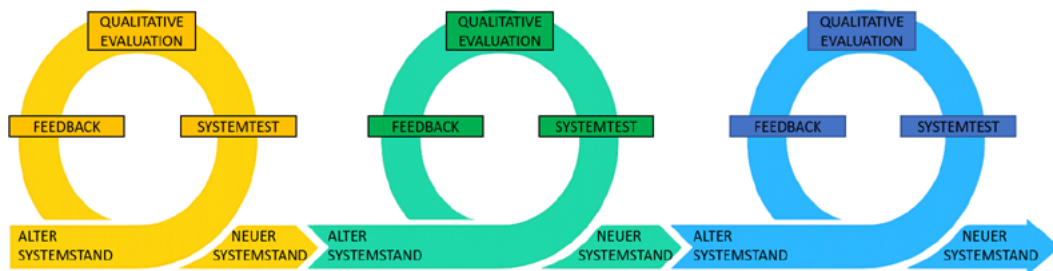 QUALITATIVE
EVALUATION
FEEDBACK
SYSTEMTEST
ALTER
SYSTEMSTAND
NEUER
SYSTEMSTAND
QUALITATIVE
EVALUATION
FEEDBACK
SYSTEMTEST
ALTER
SYSTEMSTAND
NEUER
SYSTEMSTAND
QUALITATIVE
EVALUATION
FEEDBACK
SYSTEMTEST
ALTER
SYSTEMSTAND
NEUER
SYSTEMSTAND